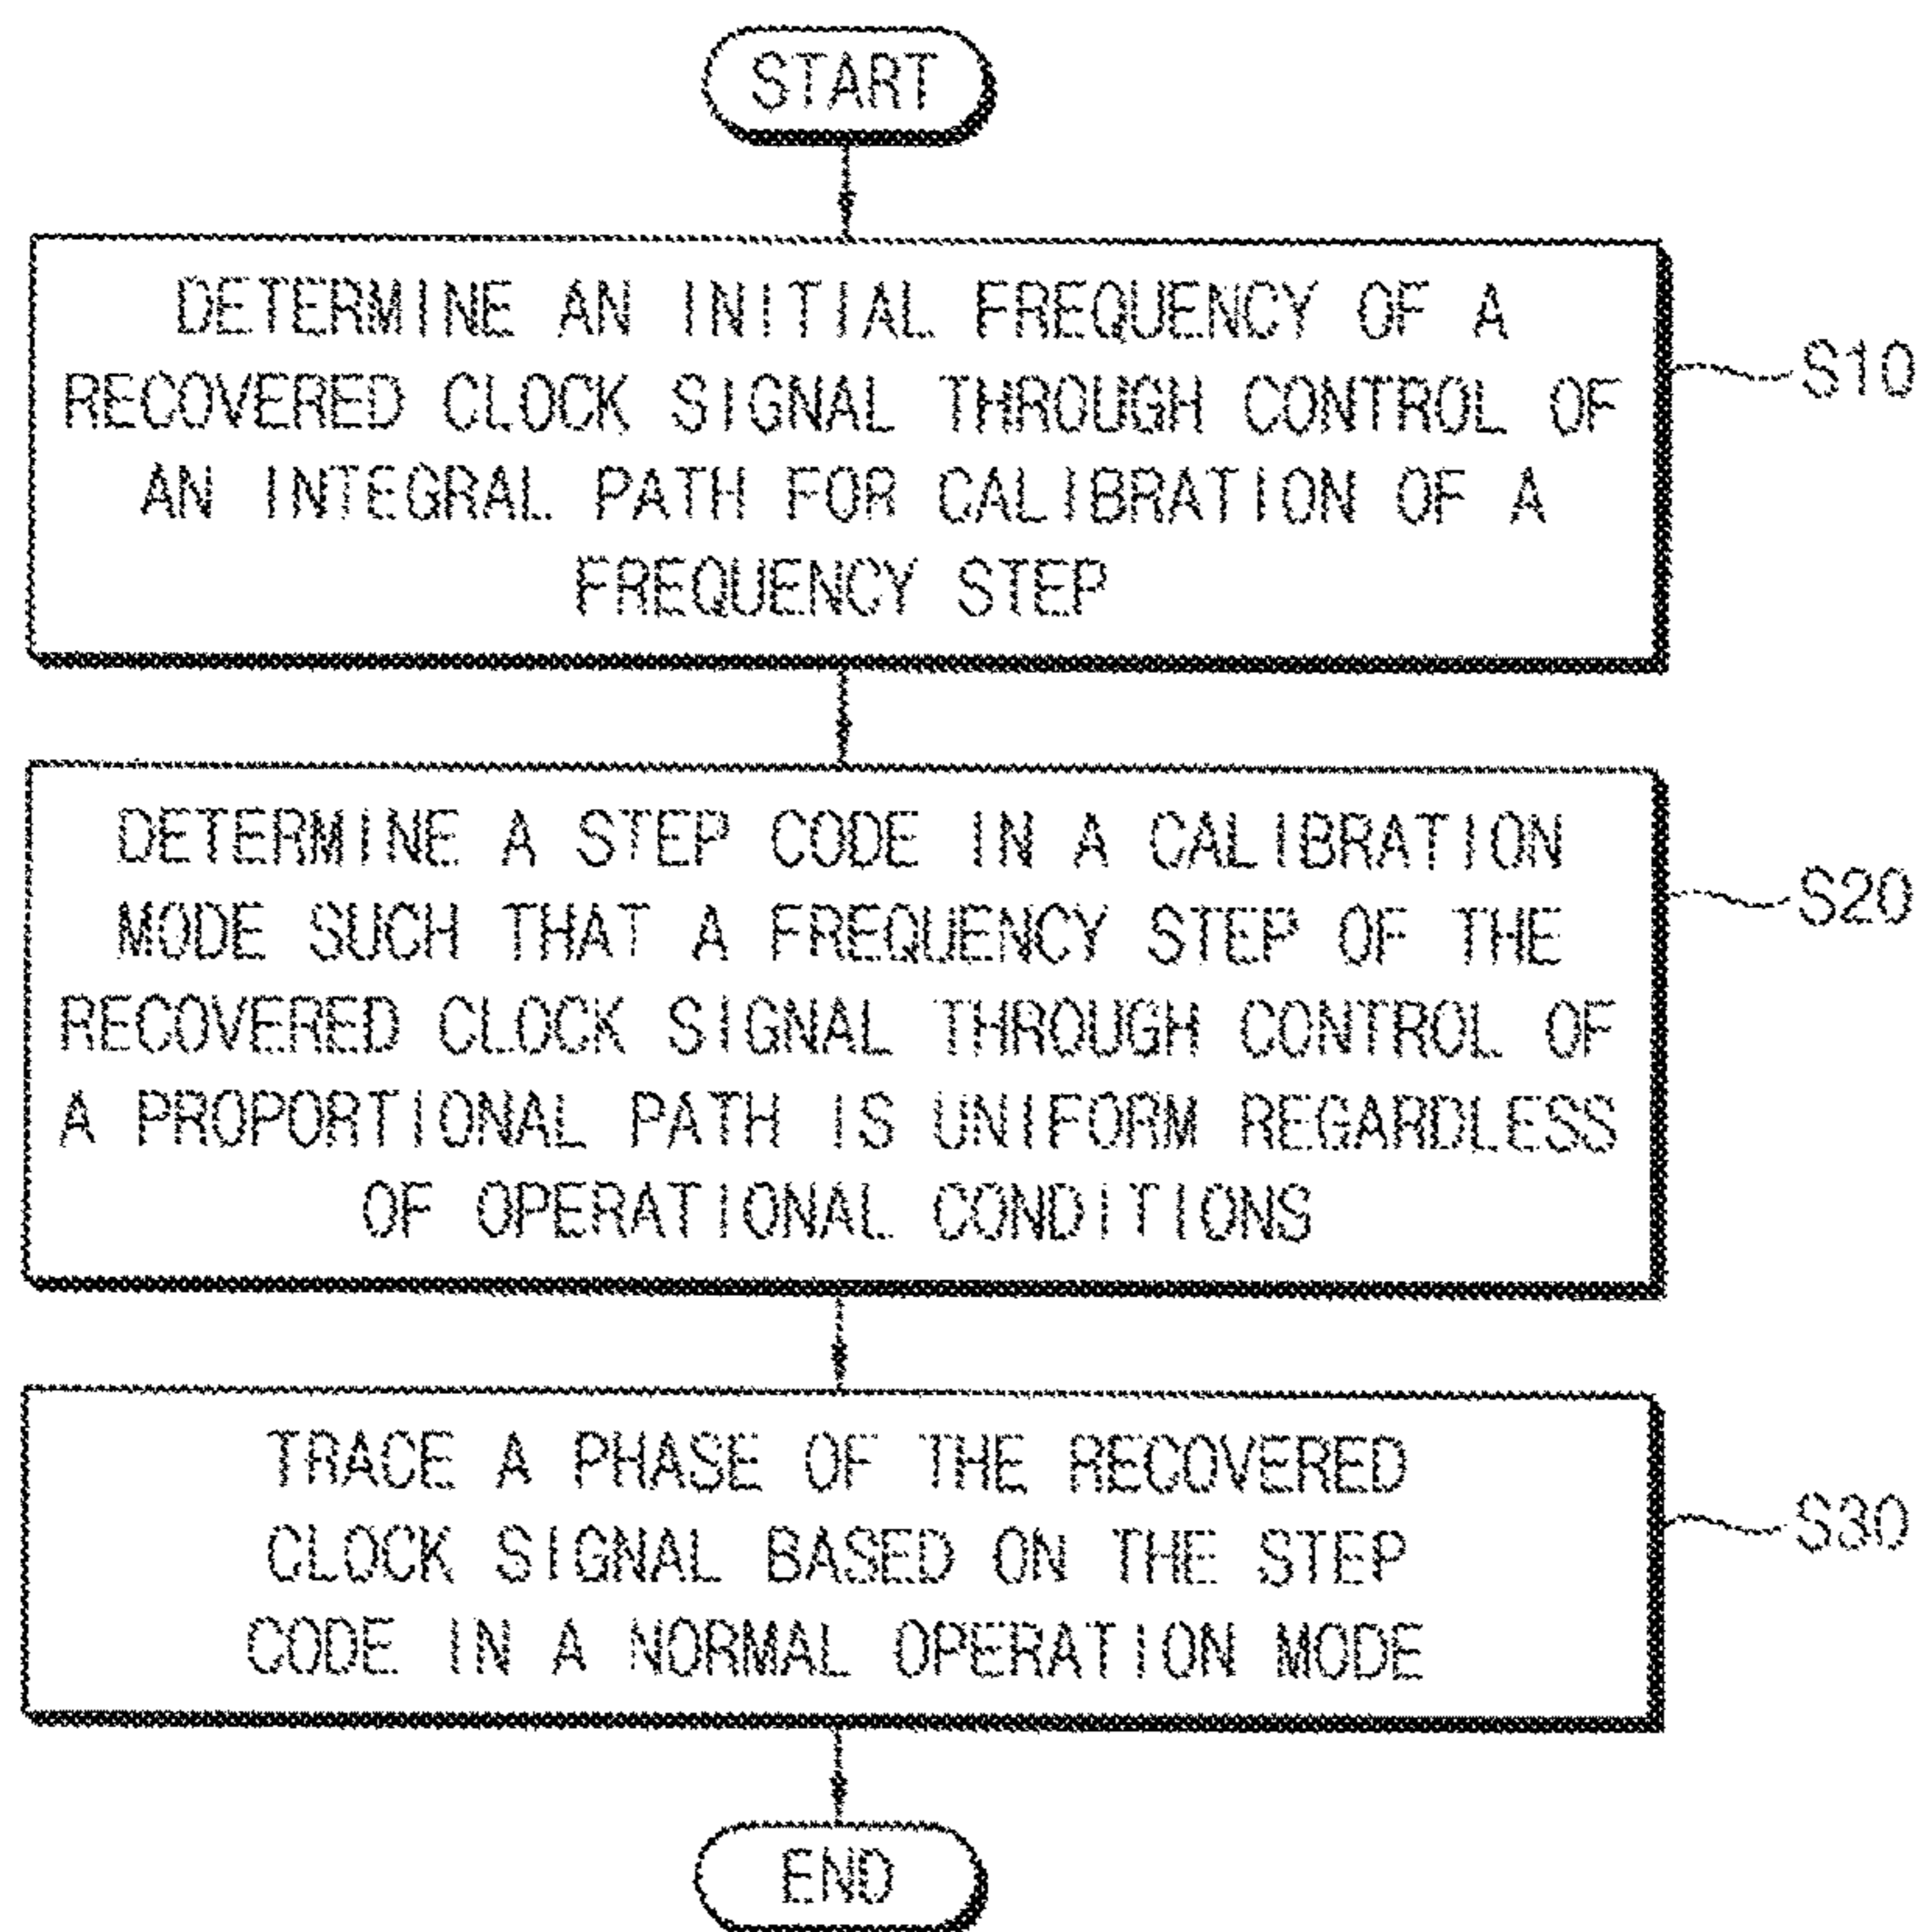 START
DETERMINE AN INITIAL FREQUENCY OF A
RECOVERED CLOCK SIGNAL THROUGH CONTROL OF
AN INTEGRAL PATH FOR CALIBRATION OF A
FREQUENCY STEP
S10
DETERMINE A STEP CODE IN A CALIBRATION
MODE SUCH THAT A FREQUENCY STEP OF THE
RECOVERED CLOCK SIGNAL THROUGH CONTROL OF
A PROPORTIONAL PATH IS UNIFORM REGARDLESS
OF OPERATIONAL CONDITIONS
S20
TRACE A PHASE OF THE RECOVERED
CLOCK SIGNAL BASED ON THE STEP
CODE IN A NORMAL OPERATION MODE
S30
END